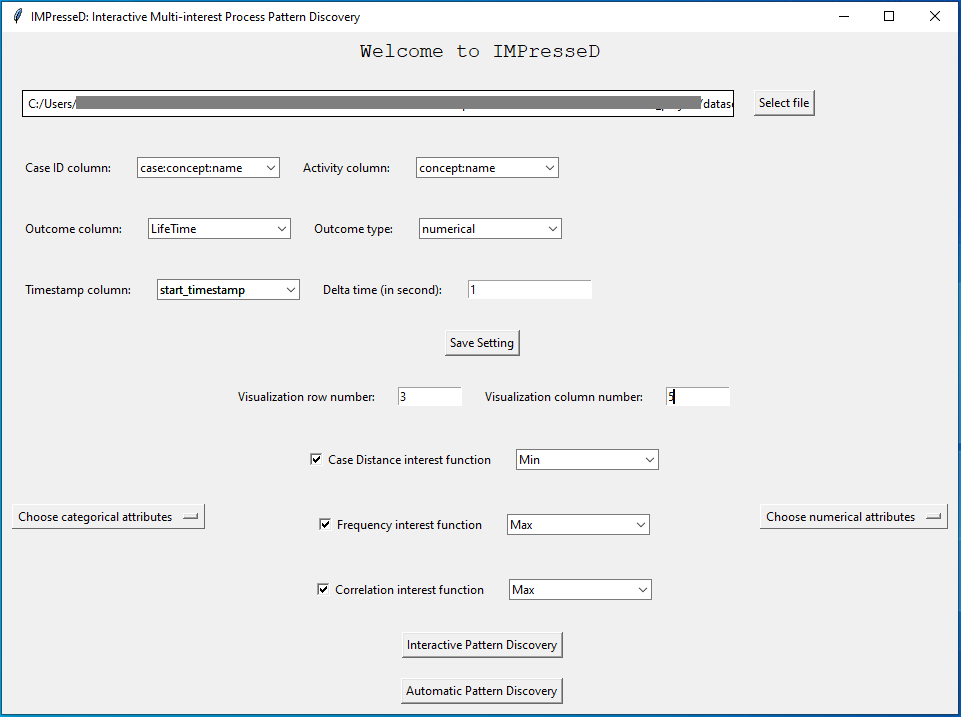 IMPresseD: Interactive Multi-interest Process Pattern Discovery
Welcome to IMPresseD
C:/Users/ Select file
Case ID column: case:concept:name Activity column: concept:name
Outcome column: LifeTime Outcome type: numerical
Timestamp column: start_timestamp Delta time (in second): 1
Save Setting
Visualization row number: 3 Visualization column number: 5
Case Distance interest function Min
Choose categorical attributes Frequency interest function Max Choose numerical attributes
Correlation interest function Max
Interactive Pattern Discovery
Automatic Pattern Discovery